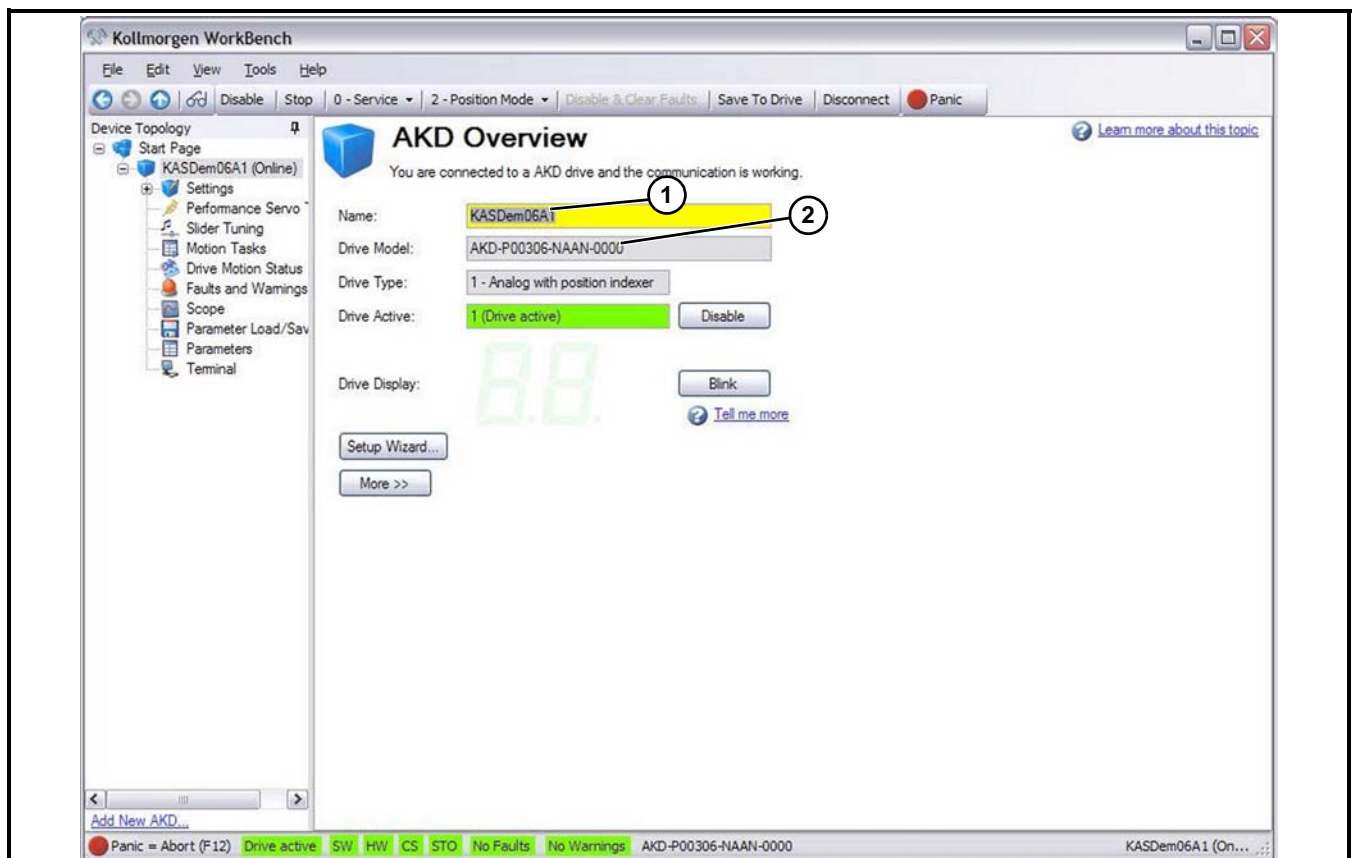 Kollmorgen WorkBench
File Edit View Tools Help
Disable Stop 0 - Service 2 - Position Mode Disable & Clear Faults Save To Drive Disconnect Panic
Device Topology
Start Page
KASDem06A1 (Online)
Settings
Performance Servo
Slider Tuning
Motion Tasks
Drive Motion Status
Faults and Warnings
Scope
Parameter Load/Sav
Parameters
Terminal
Add New AKD...
AKD Overview
Learn more about this topic
You are connected to a AKD drive and the communication is working.
1
Name: KASDem06A1
2
Drive Model: AKD-P00306-NAAN-0000
Drive Type: 1 - Analog with position indexer
Drive Active: 1 (Drive active) Disable
Drive Display: 8.8. Blink
Tell me more
Setup Wizard...
More >>
Panic = Abort (F12) Drive active SW HW CS STO No Faults No Warnings AKD-P00306-NAAN-0000 KASDem06A1 (On...